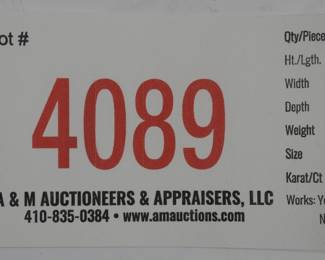 ot #
4089
A & M AUCTIONEERS & APPRAISERS, LLC
410-835-0384 • www.amauctions.com
Qty/Piece
Ht./Lgth.
Width
Depth
Weight
Size
Karat/Ct
Works: Y
N